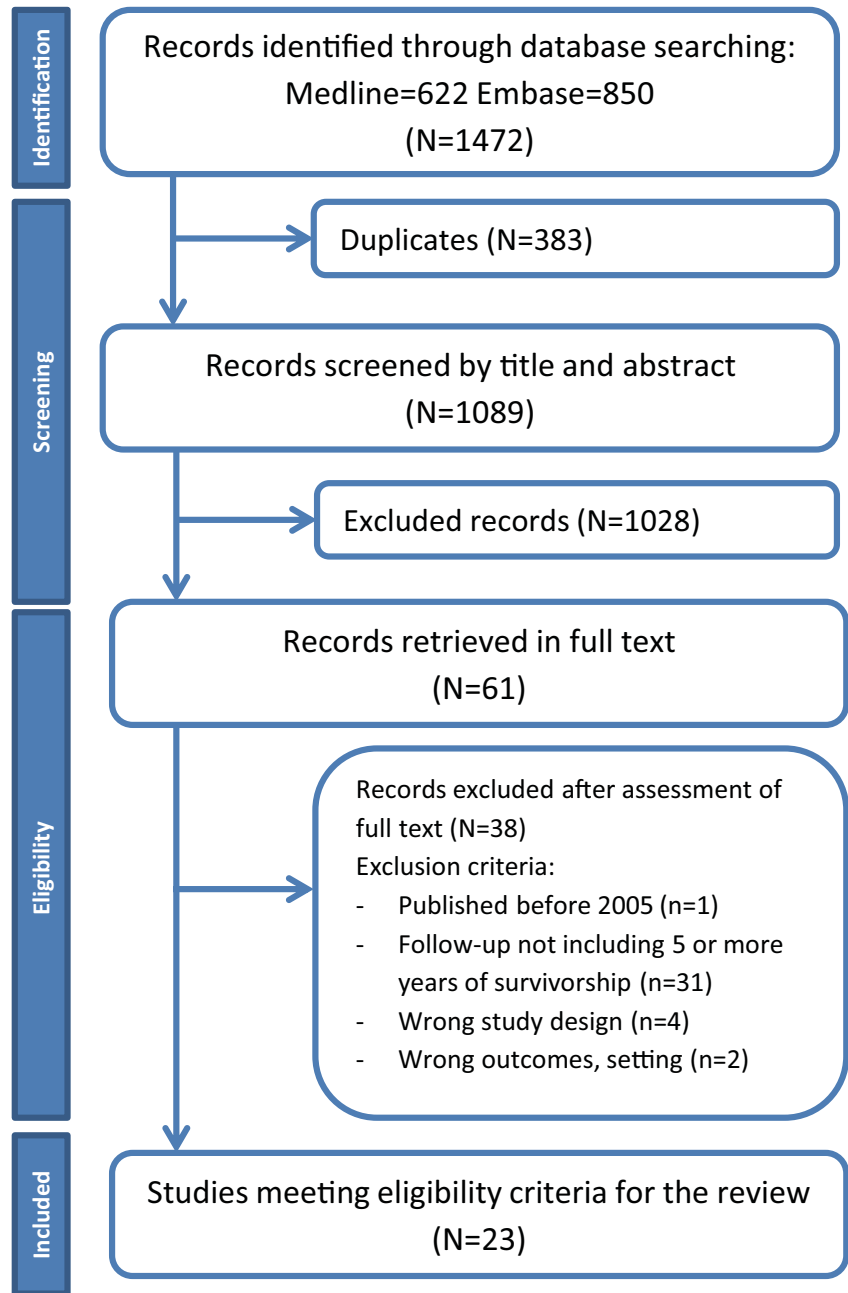 Identification
Records identified through database searching:
Medline=622 Embase=850
(N=1472)
Screening
Duplicates (N=383)
Records screened by title and abstract
(N=1089)
Excluded records (N=1028)
Eligibility
Records retrieved in full text
(N=61)
Records excluded after assessment of
full text (N=38)
Exclusion criteria:
- Published before 2005 (n=1)
- Follow-up not including 5 or more
years of survivorship (n=31)
- Wrong study design (n=4)
- Wrong outcomes, setting (n=2)
Included
Studies meeting eligibility criteria for the review
(N=23)